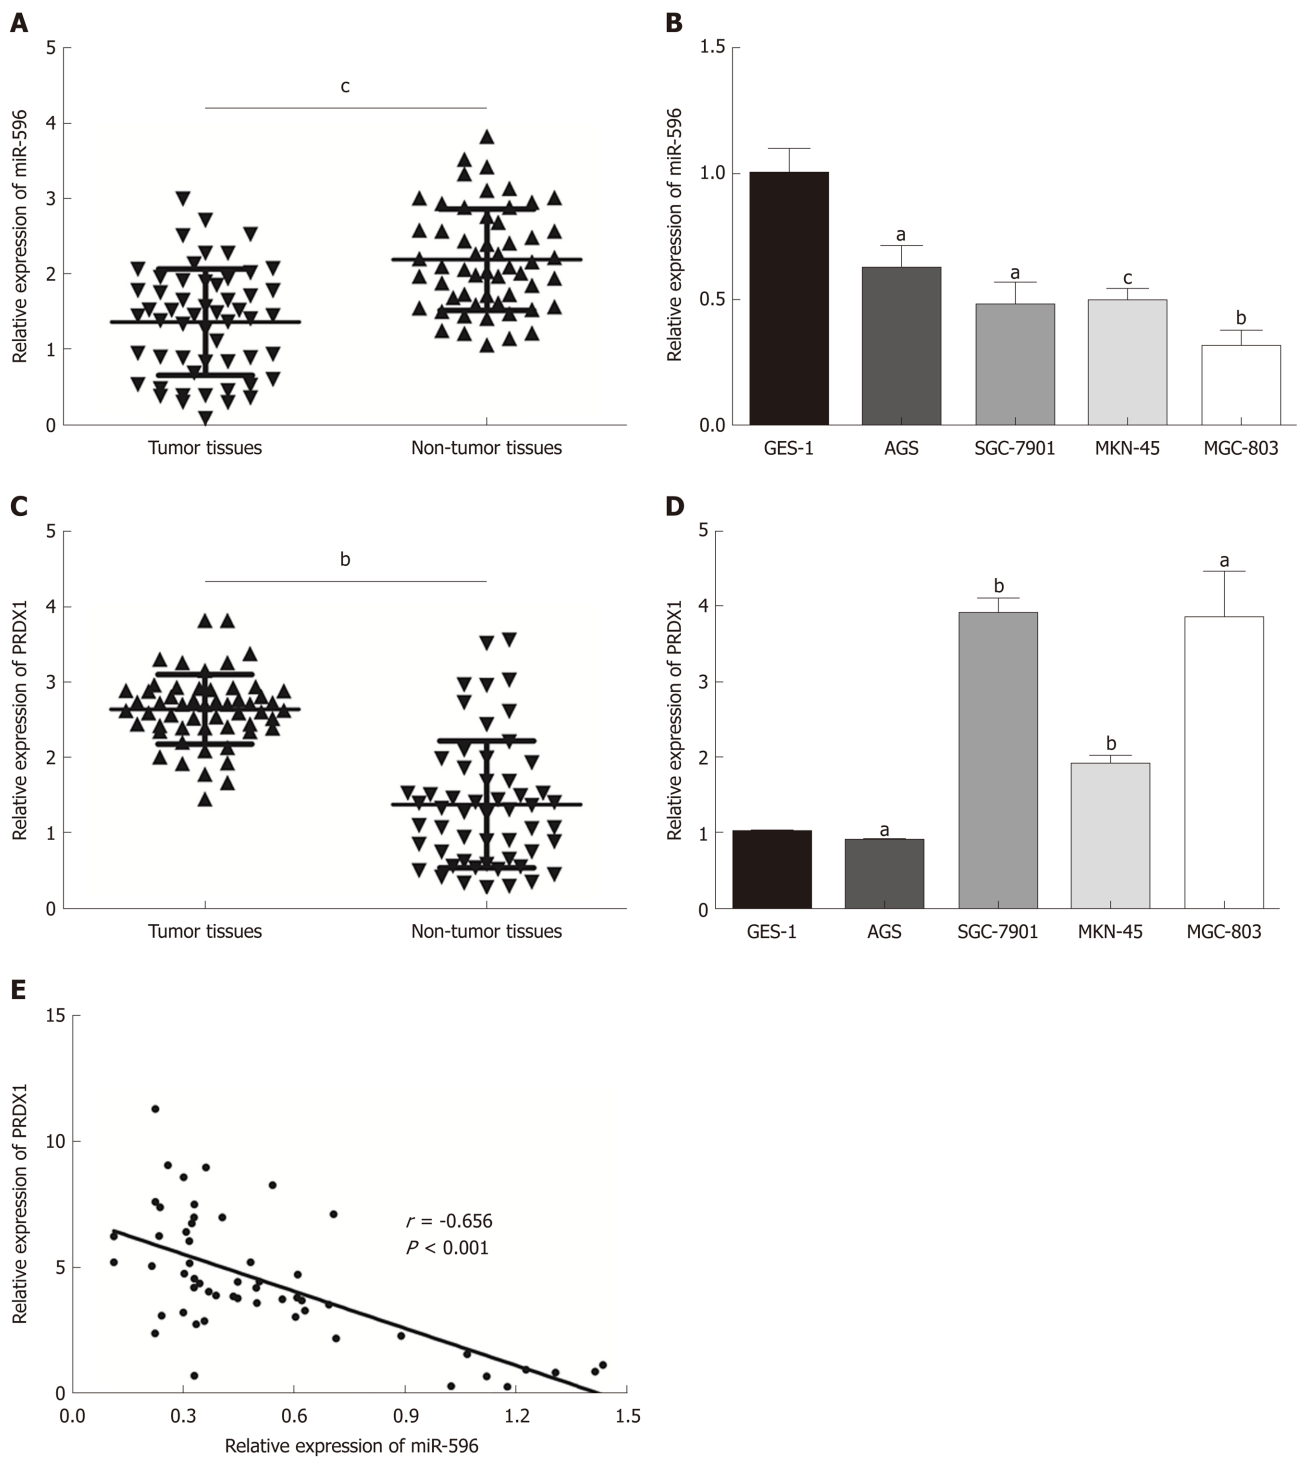 A
Relative expression of miR-596
5
4
3
2
1
0
c
Tumor tissues
Non-tumor tissues
B
Relative expression of miR-596
1.5
1.0
0.5
0.0
a
a
c
b
GES-1
AGS
SGC-7901
MKN-45
MGC-803
C
Relative expression of PRDX1
5
4
3
2
1
0
b
Tumor tissues
Non-tumor tissues
D
Relative expression of PRDX1
5
4
3
2
1
0
a
b
b
a
GES-1
AGS
SGC-7901
MKN-45
MGC-803
E
Relative expression of PRDX1
15
10
5
0
r = -0.656
P < 0.001
0.0
0.3
0.6
0.9
1.2
1.5
Relative expression of miR-596